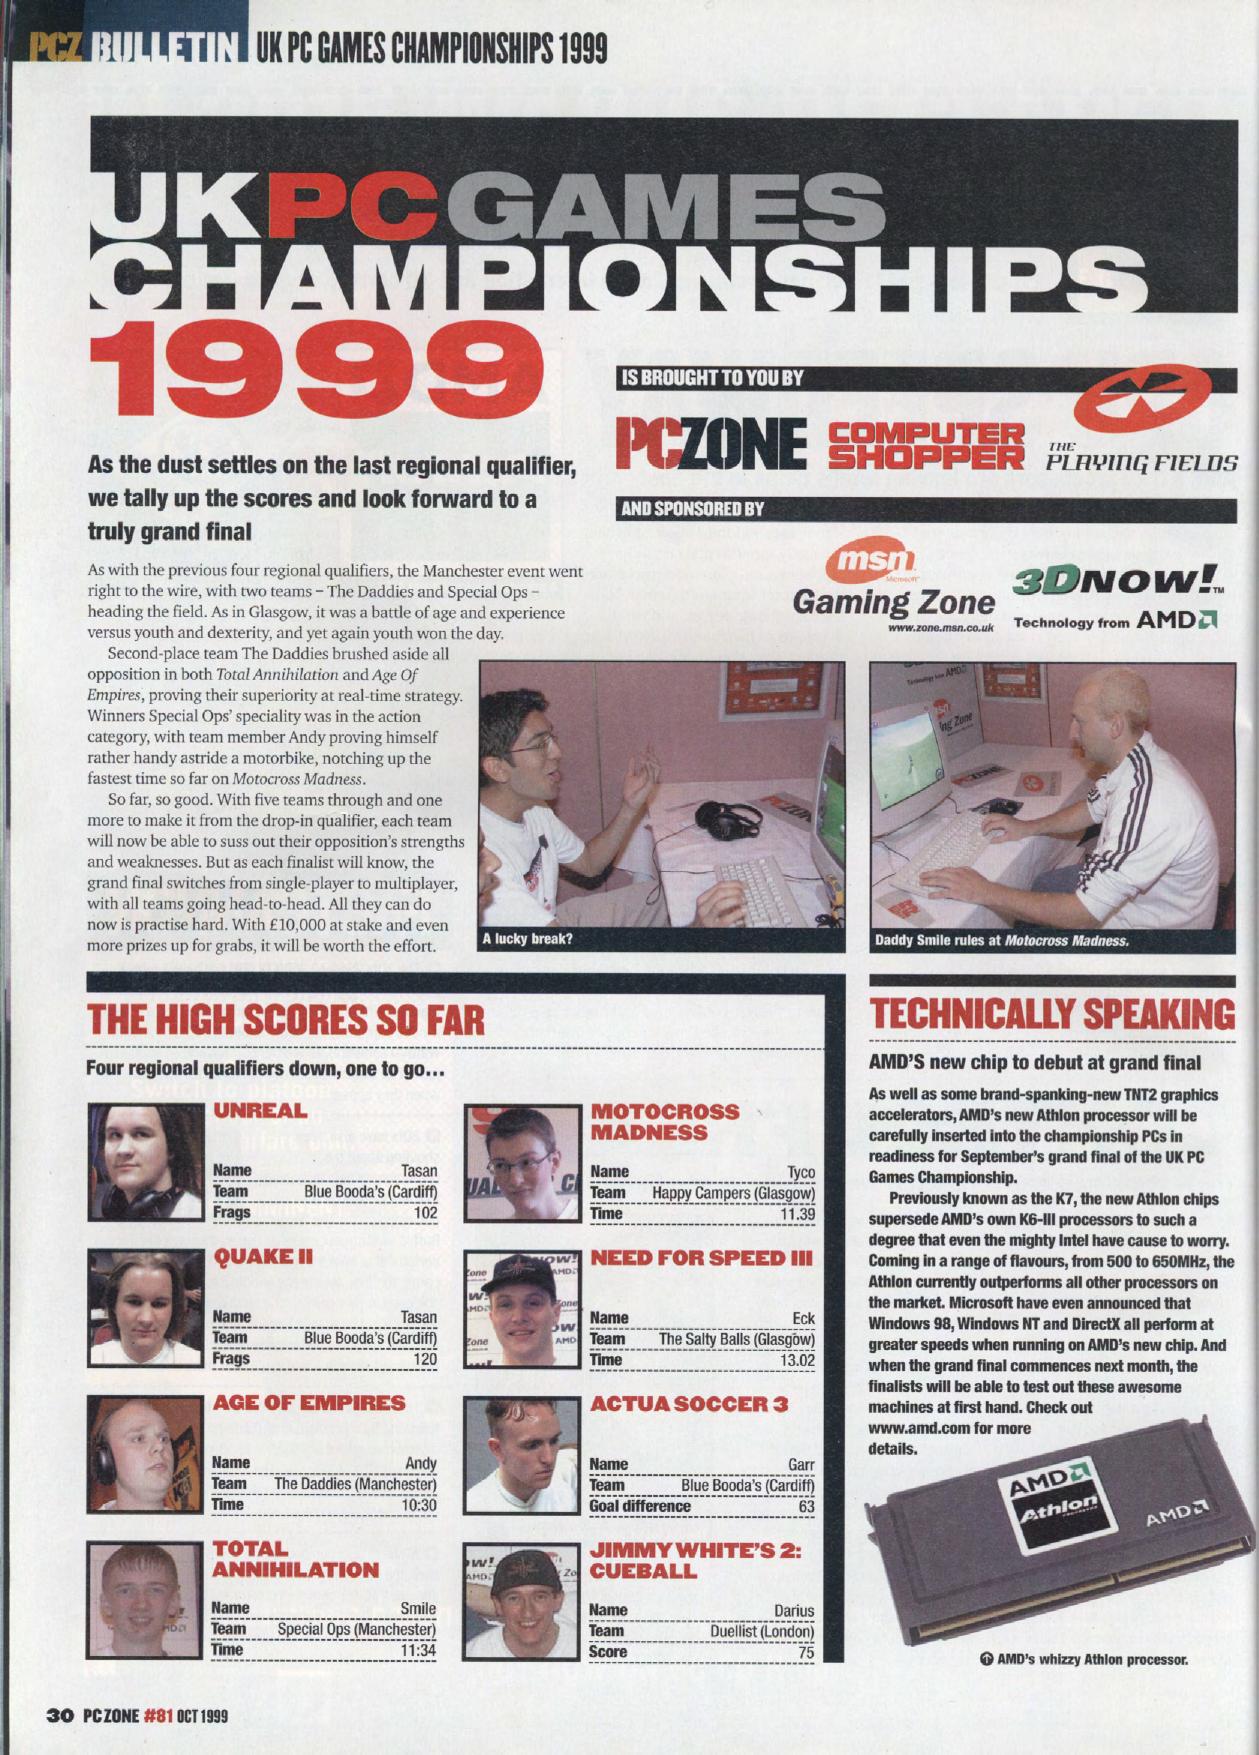 PCZ BULLETIN UK PC GAMES CHAMPIONSHIPS 1999
UK PC GAMES
CHAMPIONSHIPS
1999
As the dust settles on the last regional qualifier,
we tally up the scores and look forward to a
truly grand final
IS BROUGHT TO YOU BY
PCZONE
COMPUTER
SHOPPER
THE
PLAYING FIELDS
AND SPONSORED BY
msn
Microsoft
Gaming Zone
www.zone.msn.co.uk
3DNOW!™
Technology from AMD
As with the previous four regional qualifiers, the Manchester event went
right to the wire, with two teams – The Daddies and Special Ops –
heading the field. As in Glasgow, it was a battle of age and experience
versus youth and dexterity, and yet again youth won the day.
Second-place team The Daddies brushed aside all
opposition in both Total Annihilation and Age Of
Empires, proving their superiority at real-time strategy.
Winners Special Ops' speciality was in the action
category, with team member Andy proving himself
rather handy astride a motorbike, notching up the
fastest time so far on Motocross Madness.
So far, so good. With five teams through and one
more to make it from the drop-in qualifier, each team
will now be able to suss out their opposition's strengths
and weaknesses. But as each finalist will know, the
grand final switches from single-player to multiplayer,
with all teams going head-to-head. All they can do
now is practise hard. With £10,000 at stake and even
more prizes up for grabs, it will be worth the effort.
A lucky break?
Daddy Smile rules at Motocross Madness.
THE HIGH SCORES SO FAR
Four regional qualifiers down, one to go...
UNREAL
Name Tasan
Team Blue Booda's (Cardiff)
Frags 102
QUAKE II
Name Tasan
Team Blue Booda's (Cardiff)
Frags 120
AGE OF EMPIRES
Name Andy
Team The Daddies (Manchester)
Time 10:30
TOTAL
ANNIHILATION
Name Smile
Team Special Ops (Manchester)
Time 11:34
MOTOCROSS
MADNESS
Name Tyco
Team Happy Campers (Glasgow)
Time 11.39
NEED FOR SPEED III
Name Eck
Team The Salty Balls (Glasgow)
Time 13.02
ACTUA SOCCER 3
Name Garr
Team Blue Booda's (Cardiff)
Goal difference 63
JIMMY WHITE'S 2:
CUEBALL
Name Darius
Team Duellist (London)
Score 75
TECHNICALLY SPEAKING
AMD'S new chip to debut at grand final
As well as some brand-spanking-new TNT2 graphics
accelerators, AMD's new Athlon processor will be
carefully inserted into the championship PCs in
readiness for September's grand final of the UK PC
Games Championship.
Previously known as the K7, the new Athlon chips
supersede AMD's own K6-III processors to such a
degree that even the mighty Intel have cause to worry.
Coming in a range of flavours, from 500 to 650MHz, the
Athlon currently outperforms all other processors on
the market. Microsoft have even announced that
Windows 98, Windows NT and DirectX all perform at
greater speeds when running on AMD's new chip. And
when the grand final commences next month, the
finalists will be able to test out these awesome
machines at first hand. Check out
www.amd.com for more
details.
AMD
Athlon
AMD
AMD's whizzy Athlon processor.
30 PCZONE #81 OCT 1999